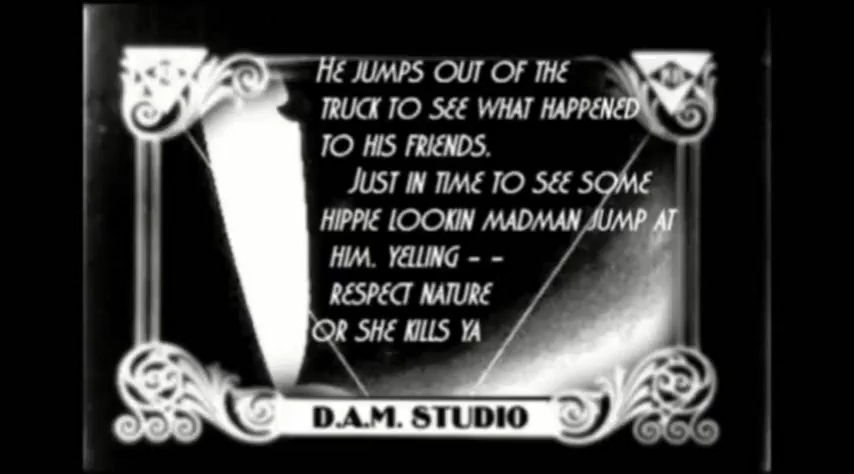 HE JUMPS OUT OF THE
TRUCK TO SEE WHAT HAPPENED
TO HIS FRIENDS.
JUST IN TIME TO SEE SOME
HIPPIE LOOKIN MADMAN JUMP AT
HIM. YELLING - -
RESPECT NATURE
OR SHE KILLS YA
D.A.M. STUDIO